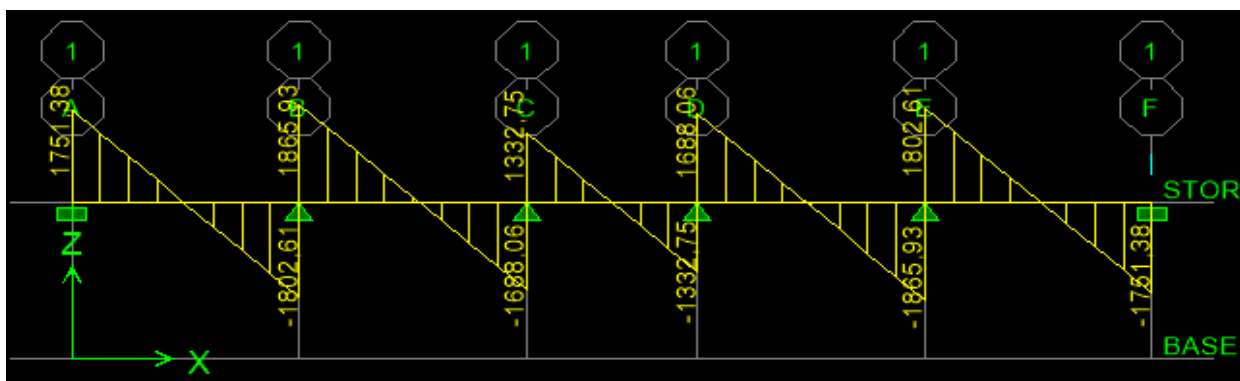 1 1 1 1 1 1
A B C D E F
1751,38 1865,93 1332,75 1688,06 1802,61
STOR
Z
-1802,61 -1688,06 -1332,75 -1865,93 -1751,38
BASE
X